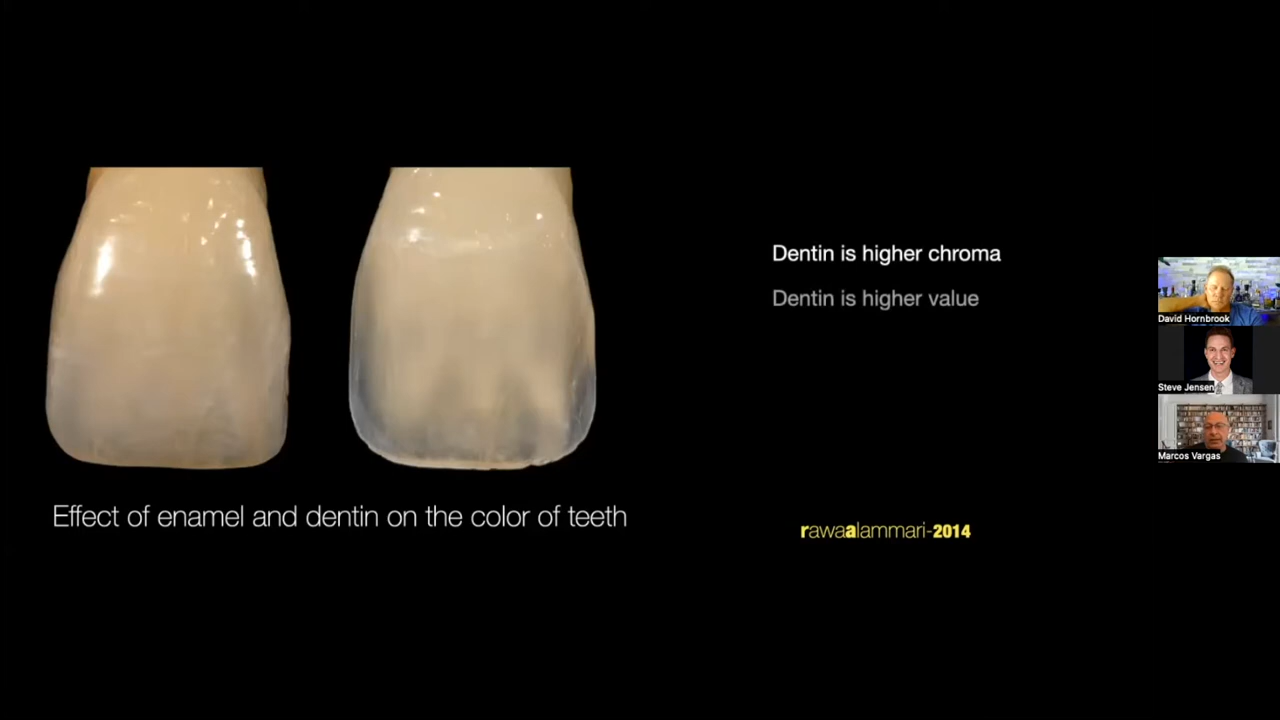 Dentin is higher chroma
Dentin is higher value
David Hornbrook
Steve Jensen
Marcos Vargas
Effect of enamel and dentin on the color of teeth
rawaalammari-2014